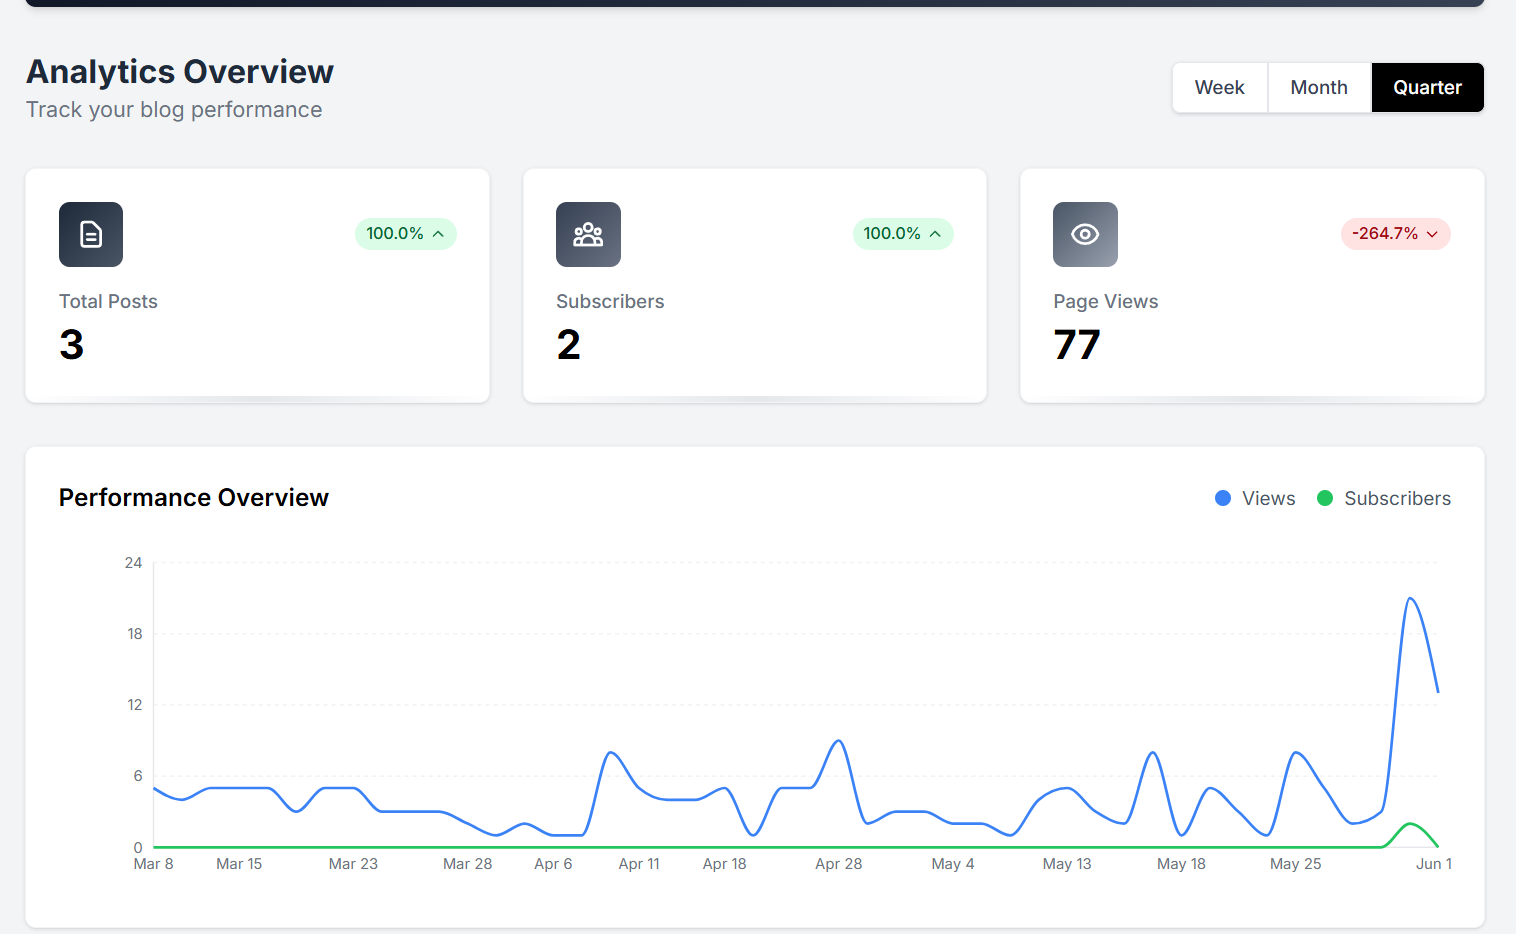 Analytics Overview
Track your blog performance
Week Month Quarter
100.0%
Total Posts
3
100.0%
Subscribers
2
-264.7%
Page Views
77
Performance Overview
Views Subscribers
24
18
12
6
0
Mar 8 Mar 15 Mar 23 Mar 28 Apr 6 Apr 11 Apr 18 Apr 28 May 4 May 13 May 18 May 25 Jun 1